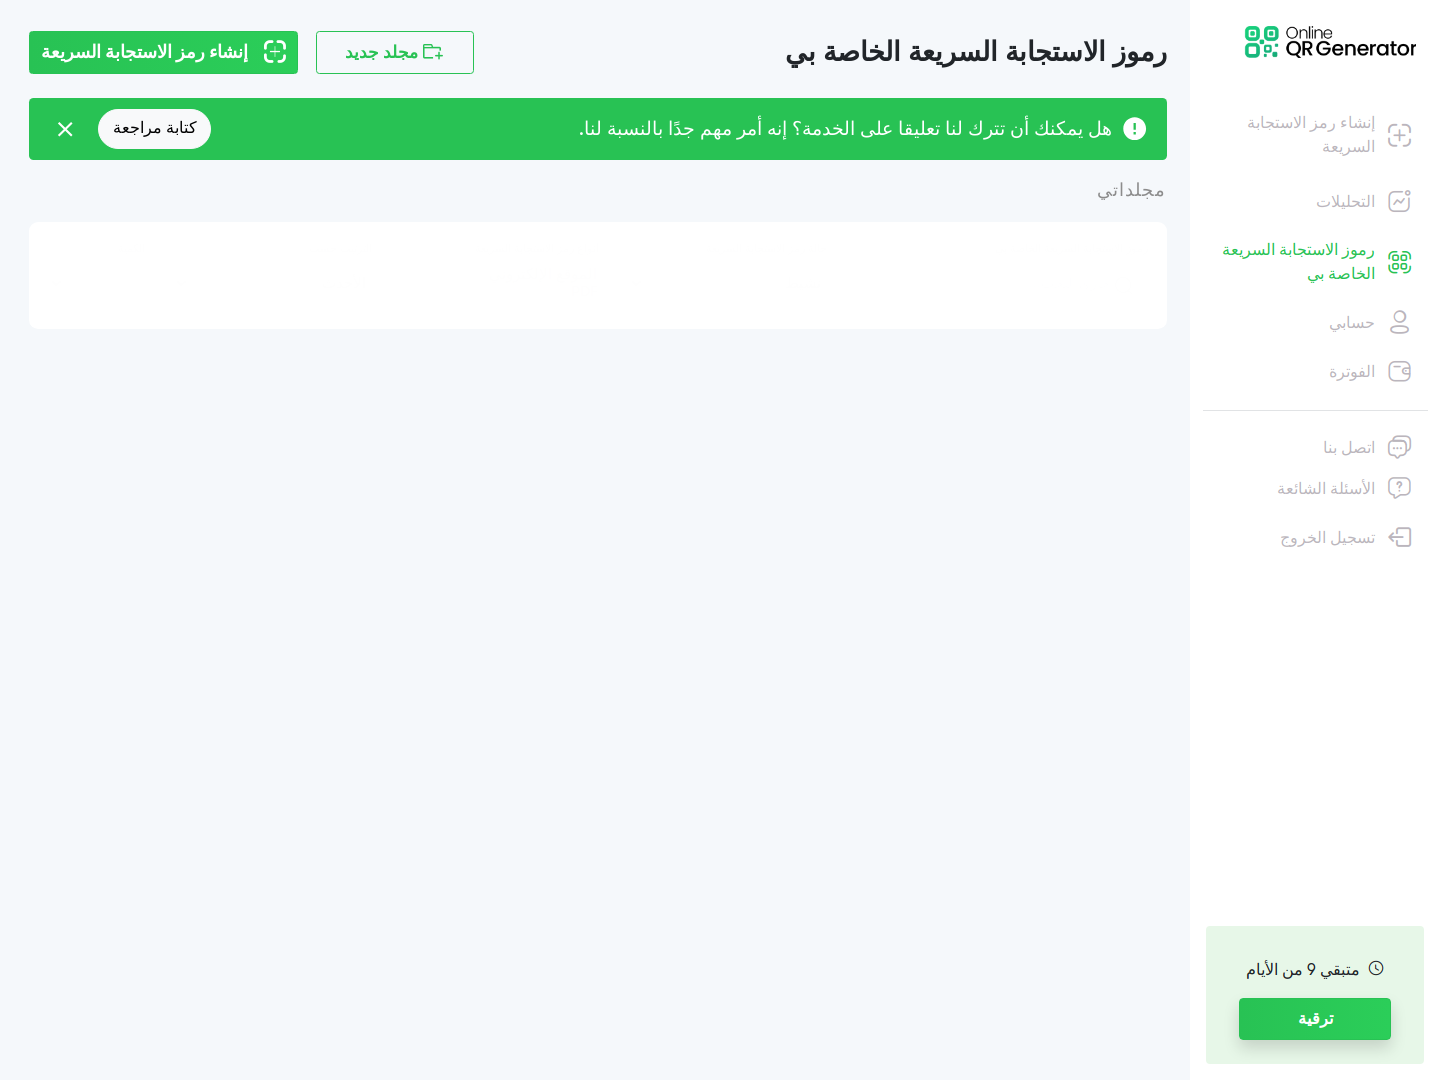 Online
QR Generator
إنشاء رمز الاستجابة
السريعة
التحليلات
رموز الاستجابة السريعة
الخاصة بي
حسابي
الفوترة
اتصل بنا
الأسئلة الشائعة
تسجيل الخروج
متبقي 9 من الأيام
ترقية
رموز الاستجابة السريعة الخاصة بي
مجلد جديد
إنشاء رمز الاستجابة السريعة
هل يمكنك أن تترك لنا تعليقا على الخدمة؟ إنه أمر مهم جدًا بالنسبة لنا.
كتابة مراجعة
مجلداتي